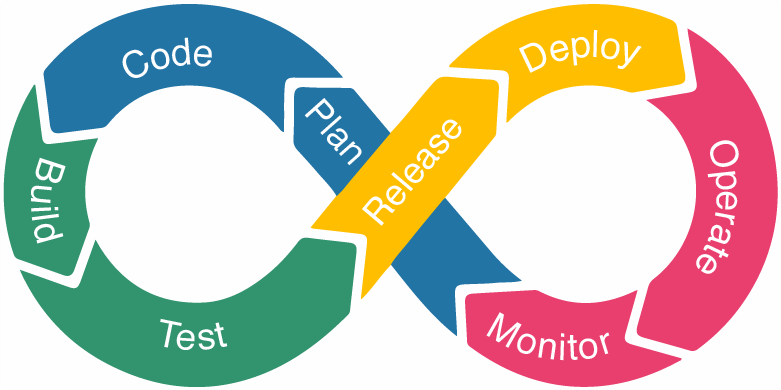 Plan
Code
Build
Test
Release
Deploy
Operate
Monitor